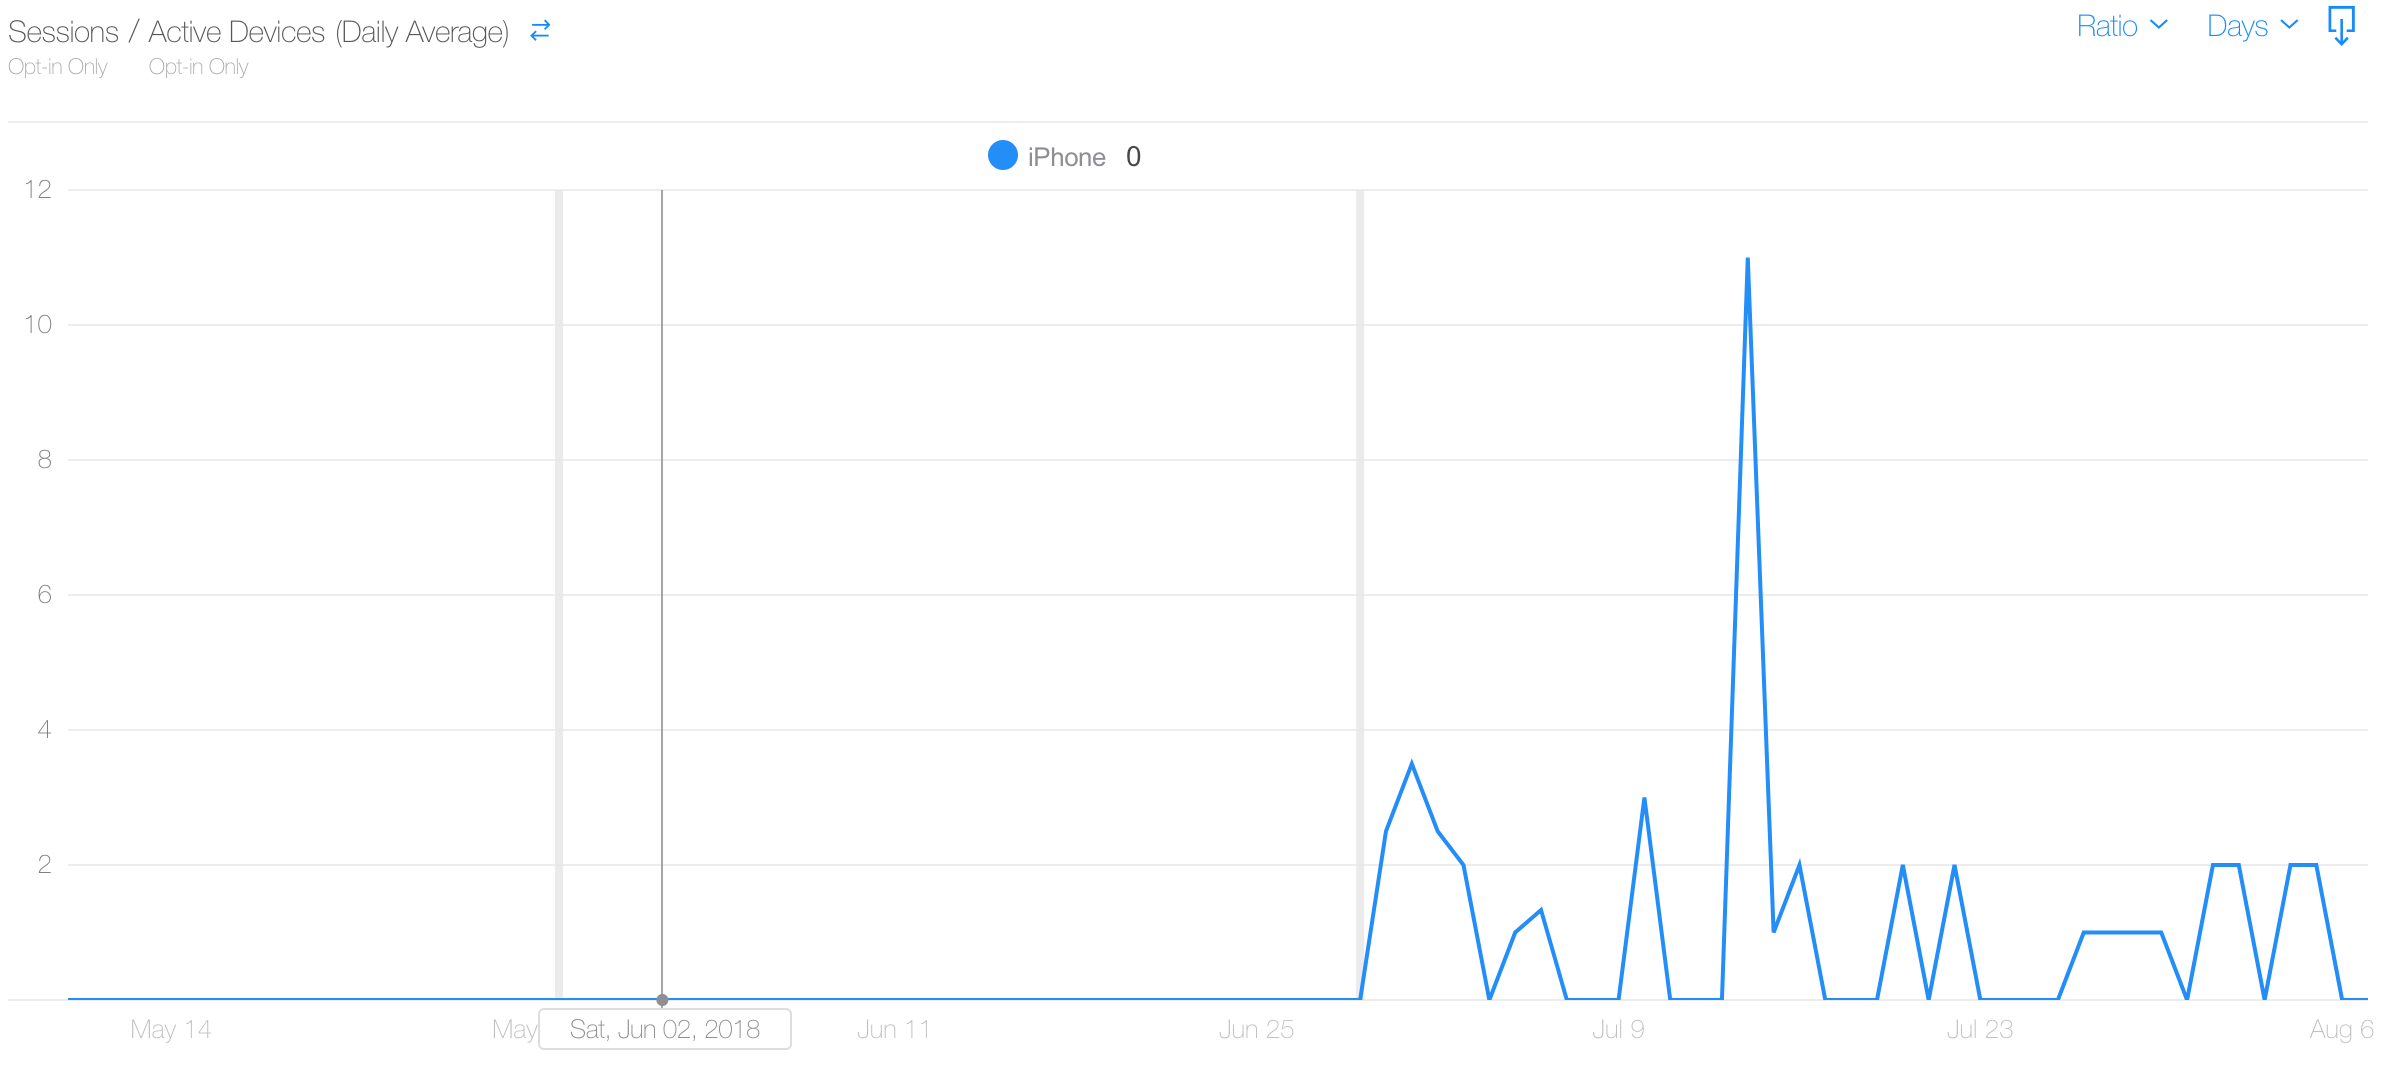 Sessions / Active Devices (Daily Average)
Ratio
Days
Opt-in Only
Opt-in Only
iPhone 0
12
10
8
6
4
2
May 14
May
Sat, Jun 02, 2018
Jun 11
Jun 25
Jul 9
Jul 23
Aug 6